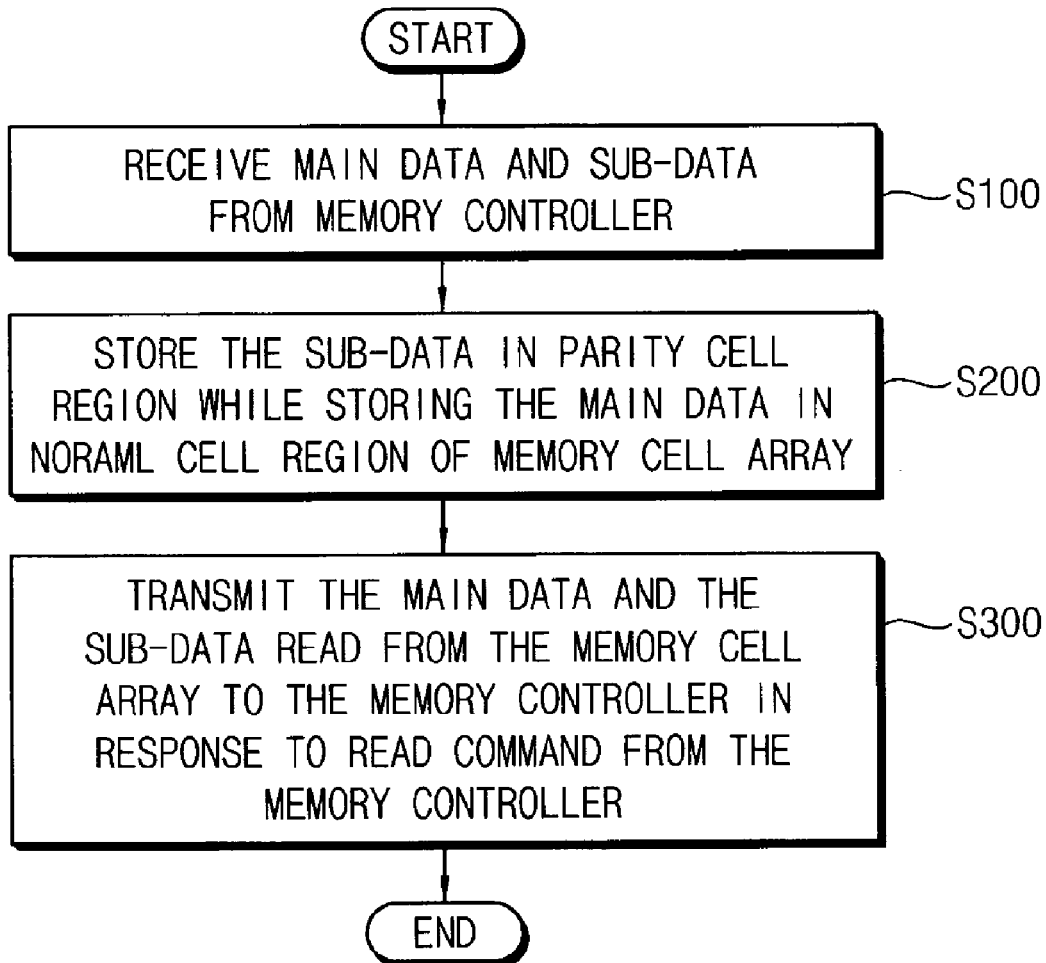 START
RECEIVE MAIN DATA AND SUB-DATA
FROM MEMORY CONTROLLER
S100
STORE THE SUB-DATA IN PARITY CELL
REGION WHILE STORING THE MAIN DATA IN
NORAML CELL REGION OF MEMORY CELL ARRAY
S200
TRANSMIT THE MAIN DATA AND THE
SUB-DATA READ FROM THE MEMORY CELL
ARRAY TO THE MEMORY CONTROLLER IN
RESPONSE TO READ COMMAND FROM THE
MEMORY CONTROLLER
S300
END